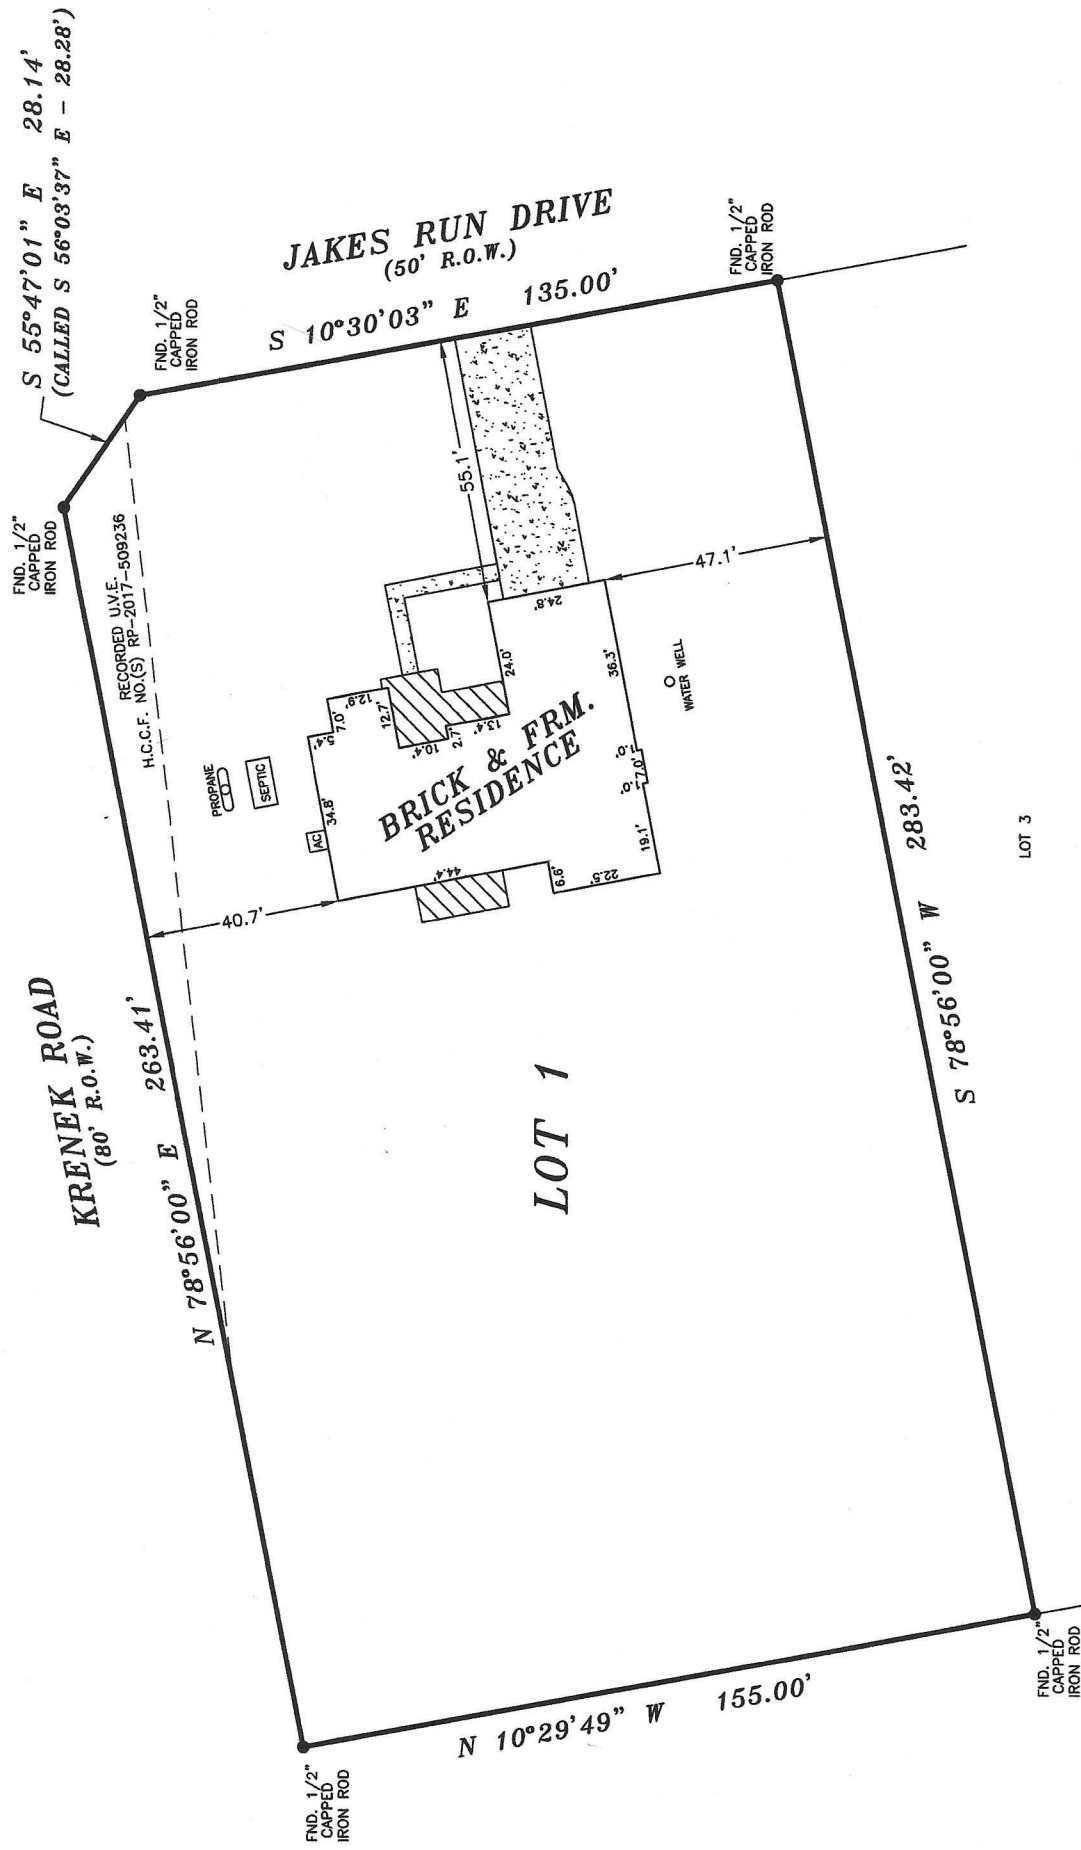 S 55°47'01" E 28.14'
(CALLED S 56°03'37" E - 28.28')
FND. 1/2"
CAPPED
IRON ROD
FND. 1/2"
CAPPED
IRON ROD
JAKES RUN DRIVE
(50' R.O.W.)
S 10°30'03" E 135.00'
FND. 1/2"
CAPPED
IRON ROD
RECORDED U.V.E.
H.C.C.F. NO.(S) RP-2017-509236
KRENEK ROAD
(80' R.O.W.)
N 78°56'00" E 263.41'
PROPANE
SEPTIC
AC
40.7'
55.1'
47.1'
34.8'
5.4'
7.0'
12.9'
12.7'
10.4'
2.7'
13.4'
24.0'
24.8'
36.3'
2.0'
7.0'
2.0'
19.1'
22.5'
6.6'
44.4'
BRICK & FRM.
RESIDENCE
WATER WELL
LOT 1
S 78°56'00" W 283.42'
LOT 3
N 10°29'49" W 155.00'
FND. 1/2"
CAPPED
IRON ROD
FND. 1/2"
CAPPED
IRON ROD